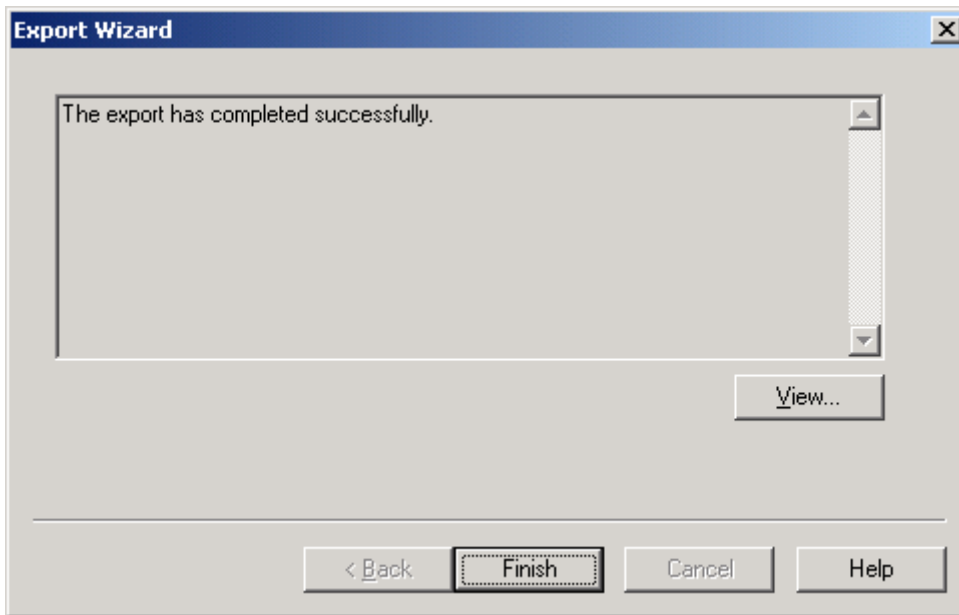 Export Wizard
The export has completed successfully.
View...
< Back Finish Cancel Help